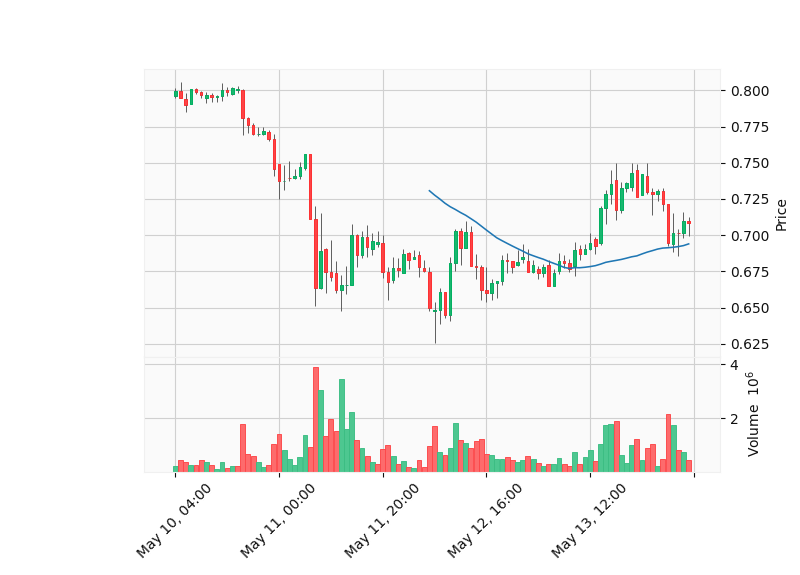 0.800
0.775
0.750
0.725
0.700
0.675
0.650
0.625
Price
4
2
Volume 10^6
May 10, 04:00
May 11, 00:00
May 11, 20:00
May 12, 16:00
May 13, 12:00